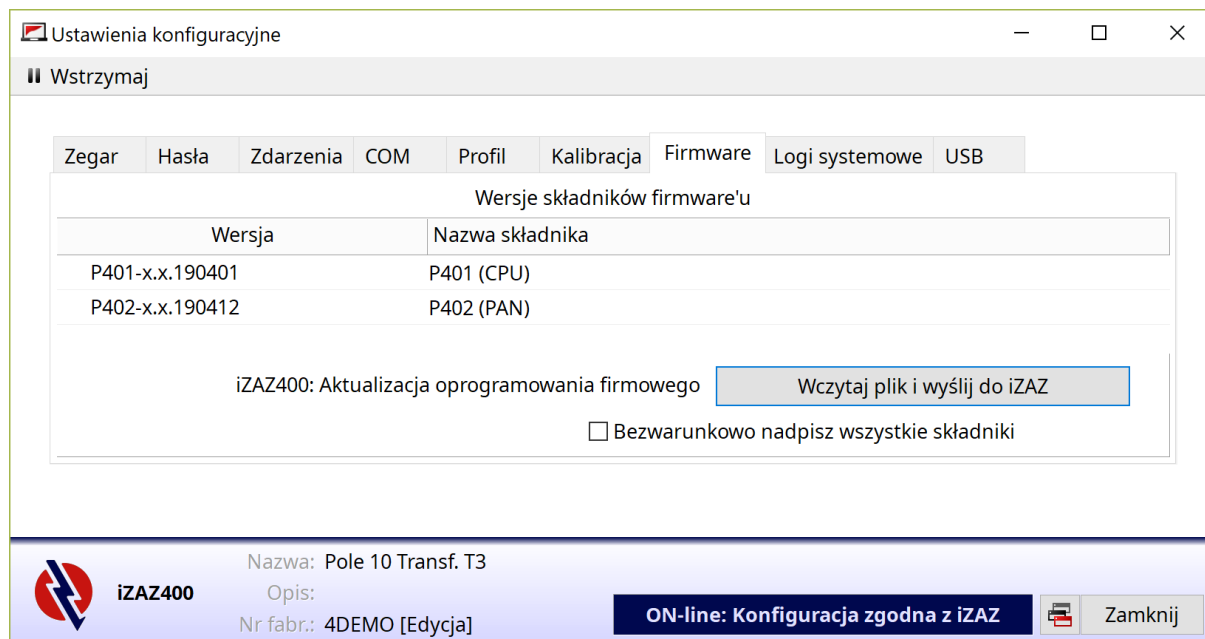 Ustawienia konfiguracyjne
Wstrzymaj
Zegar Hasła Zdarzenia COM Profil Kalibracja Firmware Logi systemowe USB
Wersje składników firmware'u
Wersja Nazwa składnika
P401-x.x.190401 P401 (CPU)
P402-x.x.190412 P402 (PAN)
iZAZ400: Aktualizacja oprogramowania firmowego Wczytaj plik i wyślij do iZAZ
Bezwarunkowo nadpisz wszystkie składniki
Nazwa: Pole 10 Transf. T3
iZAZ400 Opis:
Nr fabr.: 4DEMO [Edycja] ON-line: Konfiguracja zgodna z iZAZ Zamknij